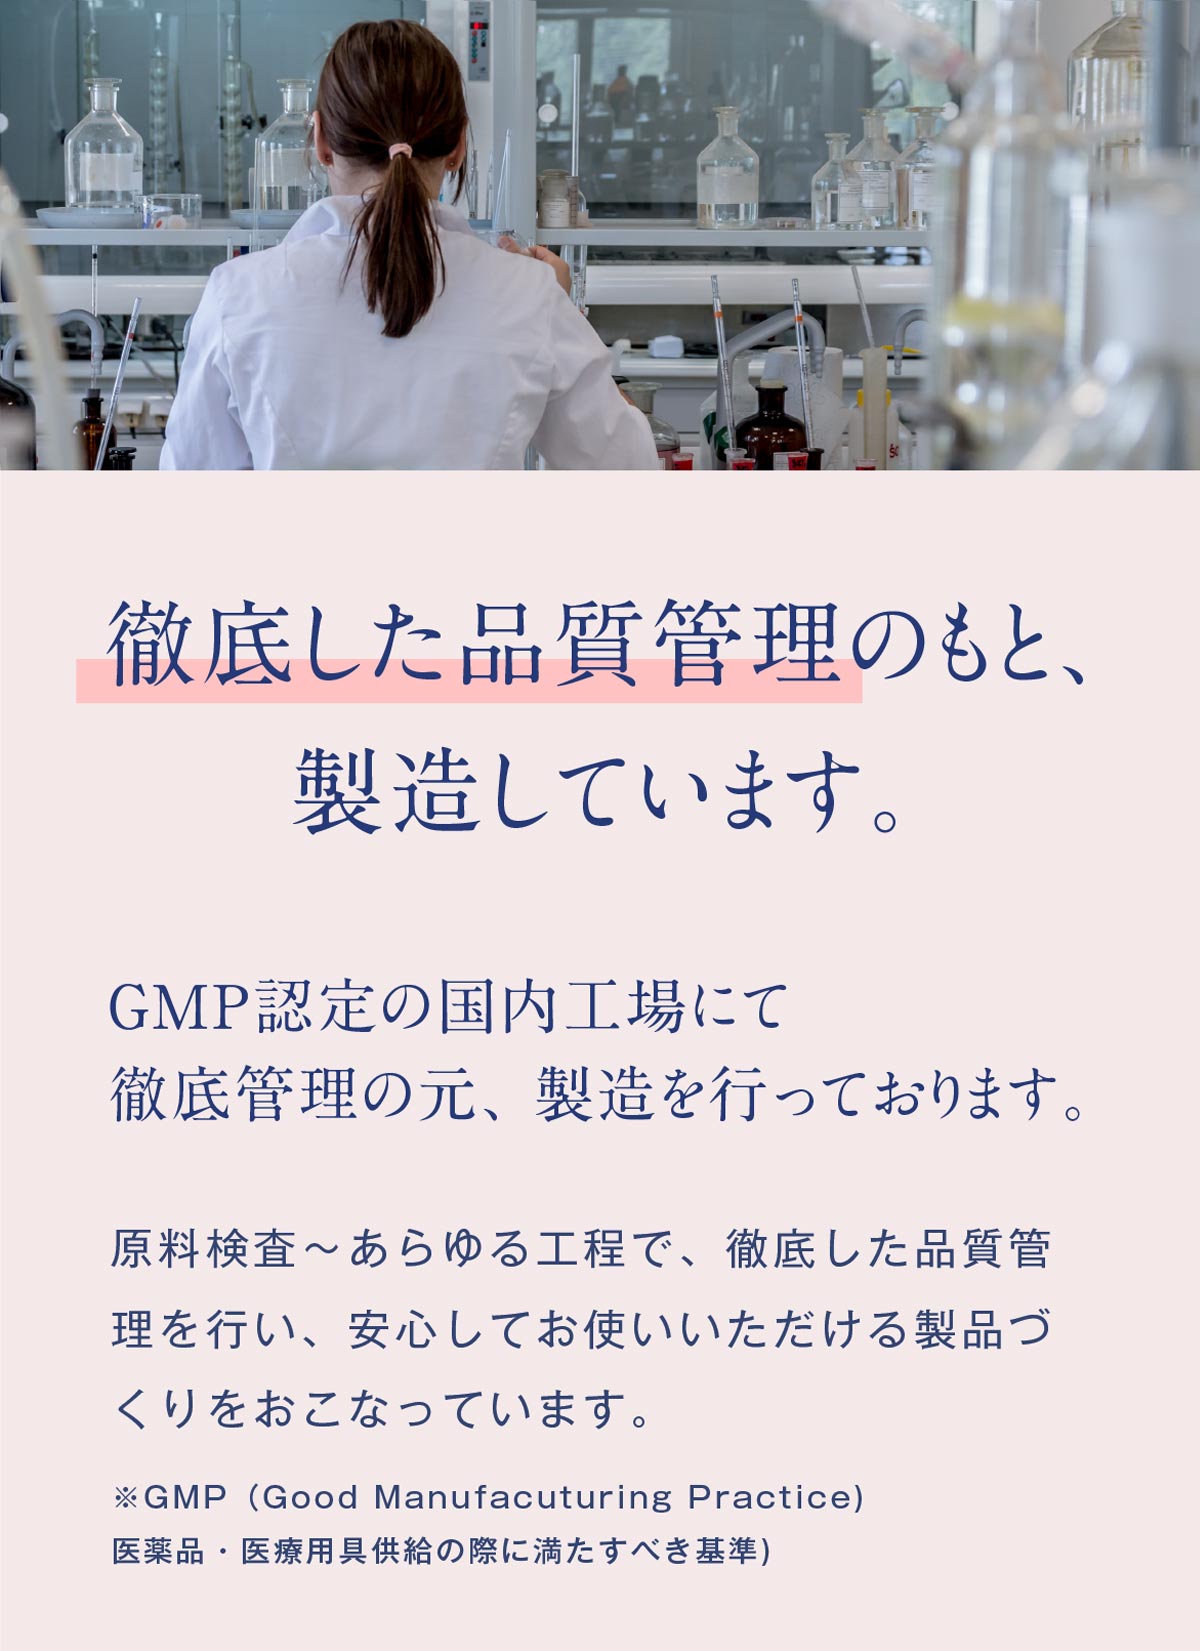 徹底した品質管理のもと、
製造しています。
GMP認定の国内工場にて
徹底管理の元、製造を行っております。
原料検査～あらゆる工程で、徹底した品質管
理を行い、安心してお使いいただける製品づ
くりをおこなっています。
※GMP（Good Manufacuturing Practice)
医薬品・医療用具供給の際に満たすべき基準)